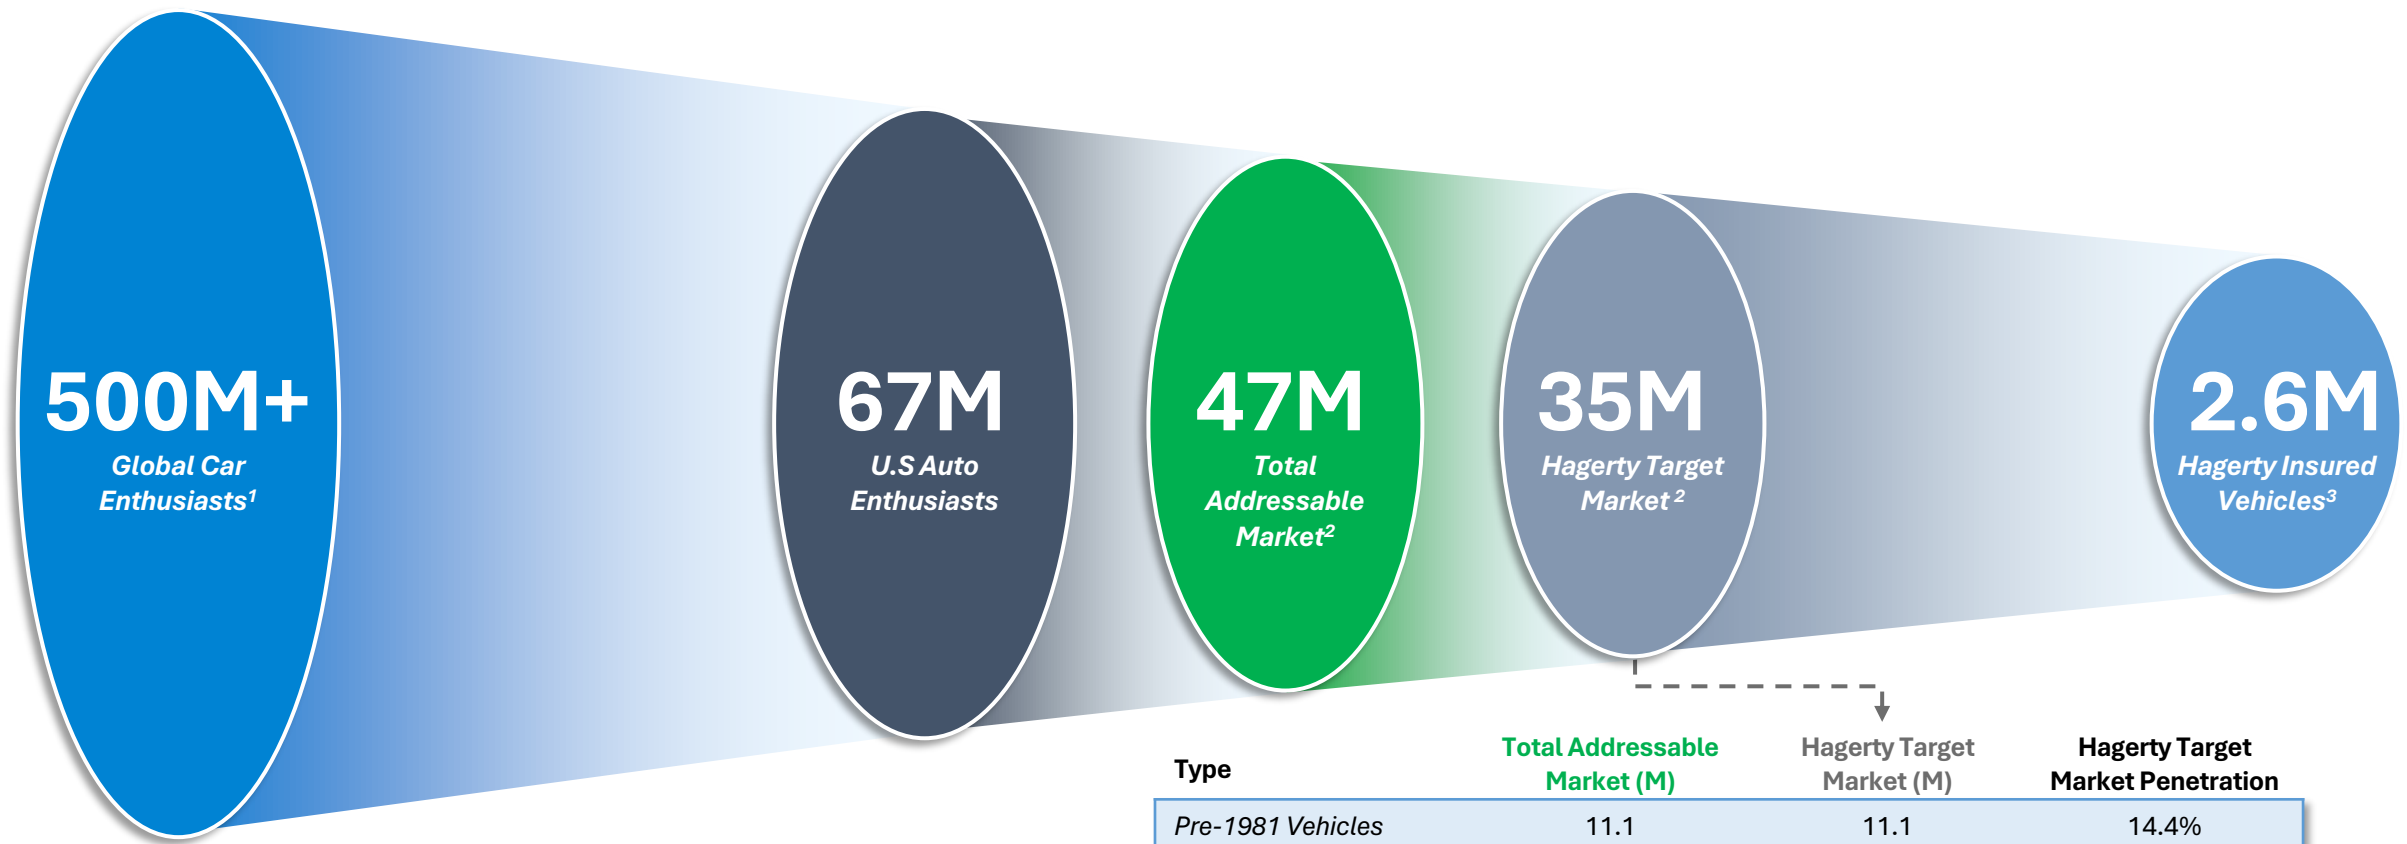 500M+
Global Car
Enthusiasts¹
67M
U.S Auto
Enthusiasts
47M
Total
Addressable
Market²
35M
Hagerty Target
Market ²
2.6M
Hagerty Insured
Vehicles³
Type
Total Addressable
Market (M)
Hagerty Target
Market (M)
Hagerty Target
Market Penetration
Pre-1981 Vehicles 11.1 11.1 14.4%